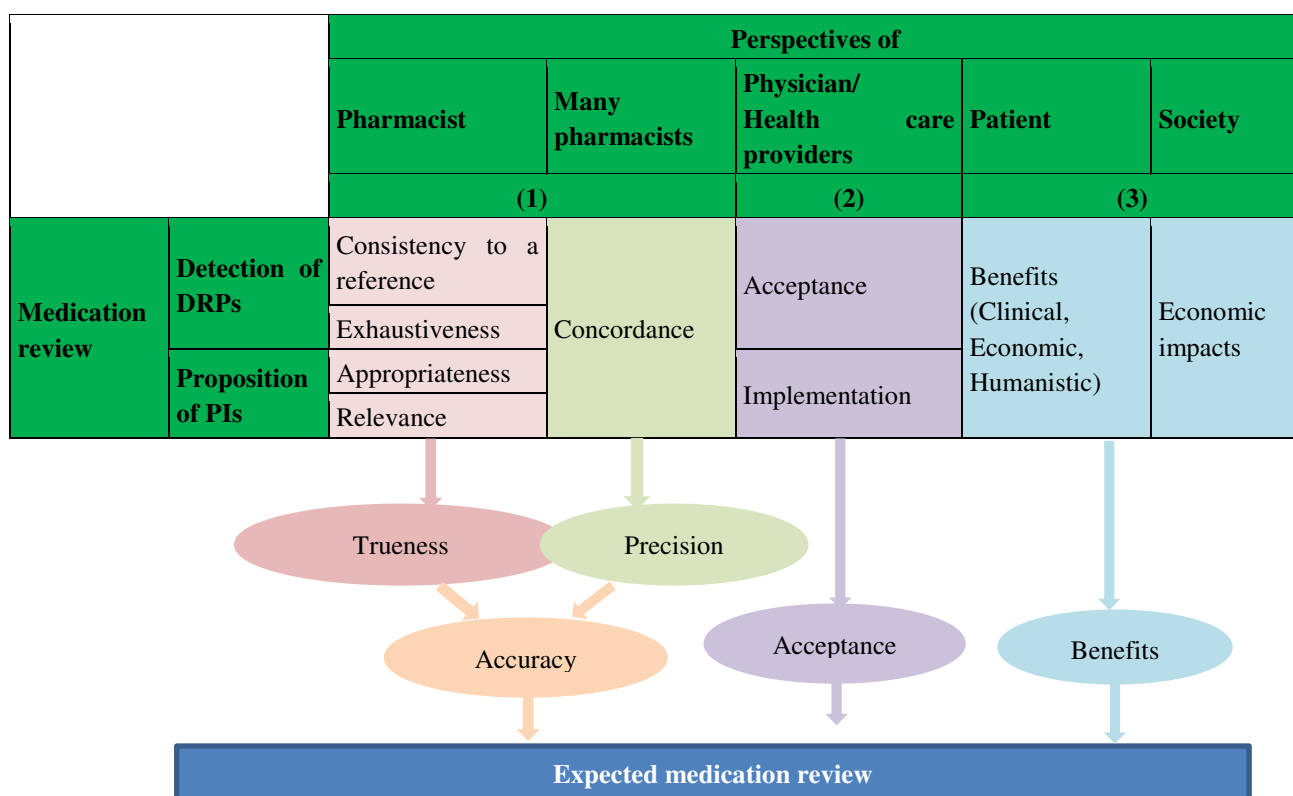 Perspectives of
Pharmacist
Many
pharmacists
Physician/
Health care
providers
Patient
Society
(1)
(2)
(3)
Medication
review
Detection of
DRPs
Consistency to a
reference
Exhaustiveness
Concordance
Acceptance
Benefits
(Clinical,
Economic,
Humanistic)
Economic
impacts
Proposition
of PIs
Appropriateness
Relevance
Implementation
Trueness
Precision
Accuracy
Acceptance
Benefits
Expected medication review